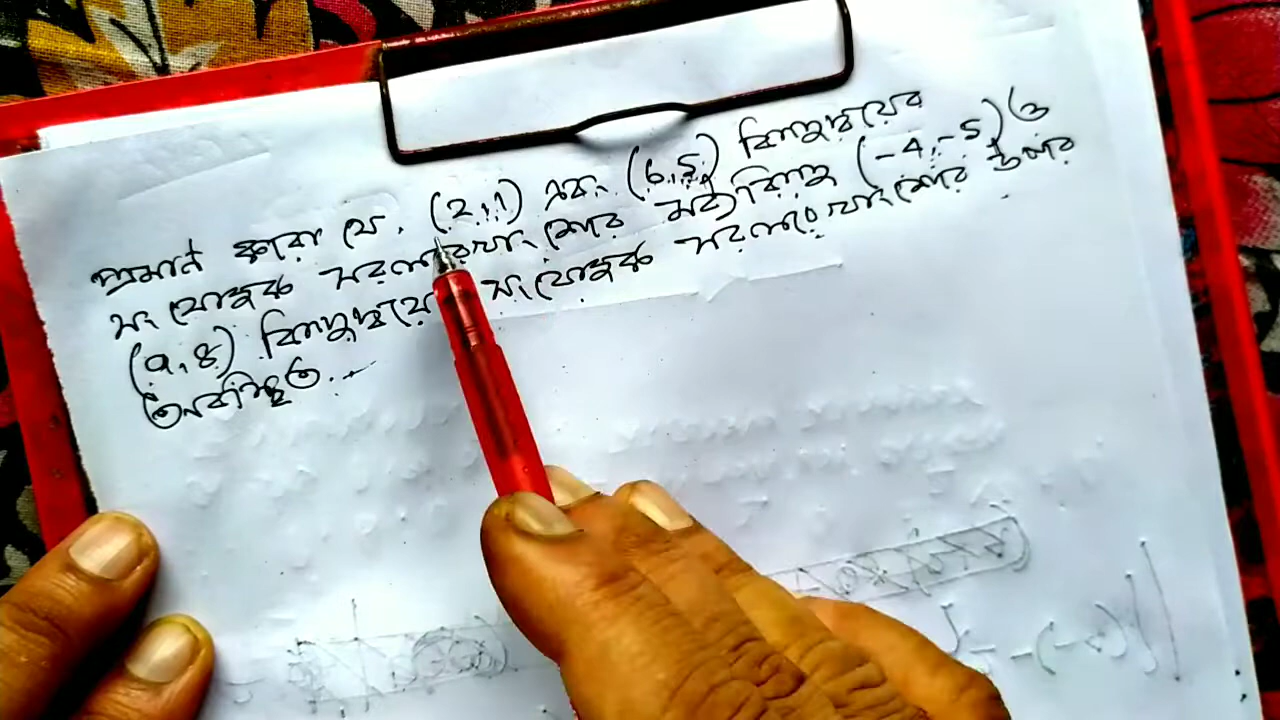 প্রমান করো যে, (2,1) এবং (6,5) বিন্দুদ্বয়ের
সংযোজক সরলরেখাংশের মধ্যবিন্দু (-4,-5) ও
(9,8) বিন্দুদ্বয়ের সংযোজক সরলরেখাংশের উপর
অবস্থিত.